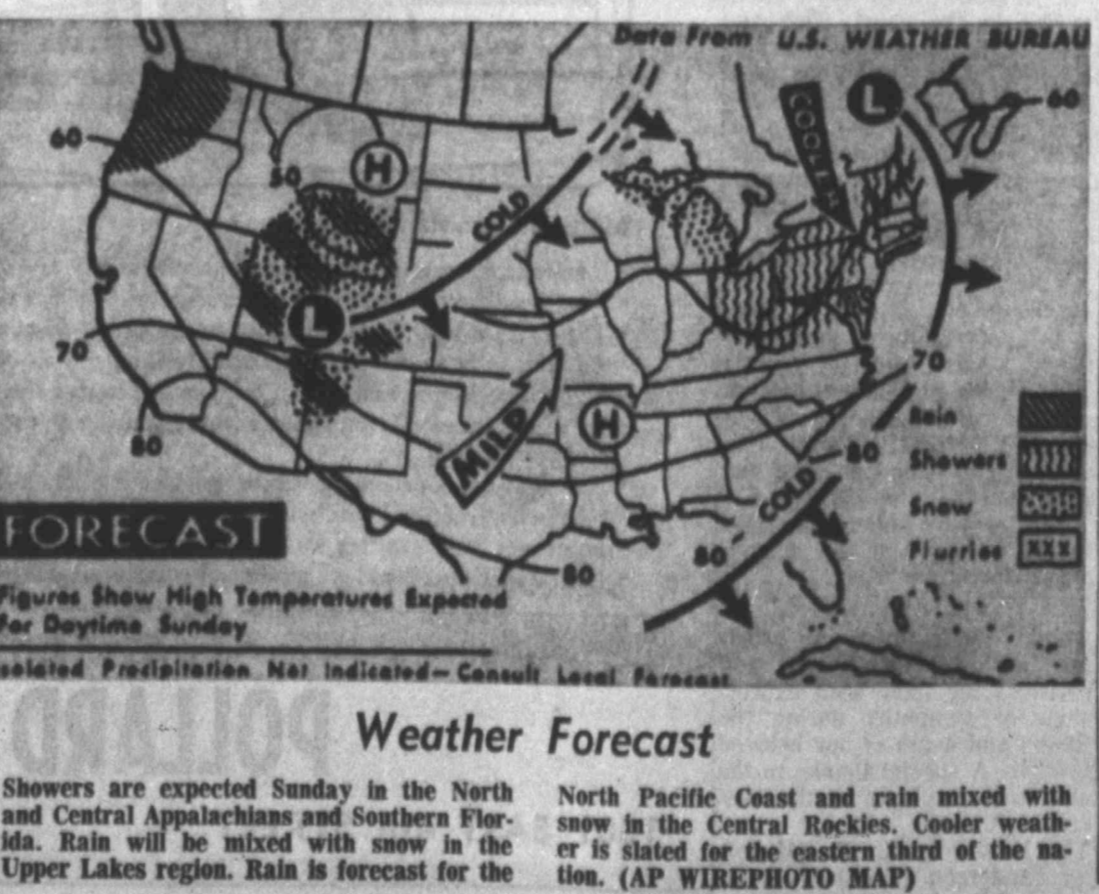 Data From U.S. WEATHER BUREAU
COOLER
L
60
60
H
50
COLD
L
70
70
MILD
H
80
80
COLD
80
80
Rain
Showers
Snow
Flurries
FORECAST
Figures Show High Temperatures Expected
For Daytime Sunday
Isolated Precipitation Not Indicated—Consult Local Forecast
POLLARD
Weather Forecast
Showers are expected Sunday in the North
and Central Appalachians and Southern Flor-
ida. Rain will be mixed with snow in the
Upper Lakes region. Rain is forecast for the
North Pacific Coast and rain mixed with
snow in the Central Rockies. Cooler weath-
er is slated for the eastern third of the na-
tion. (AP WIREPHOTO MAP)